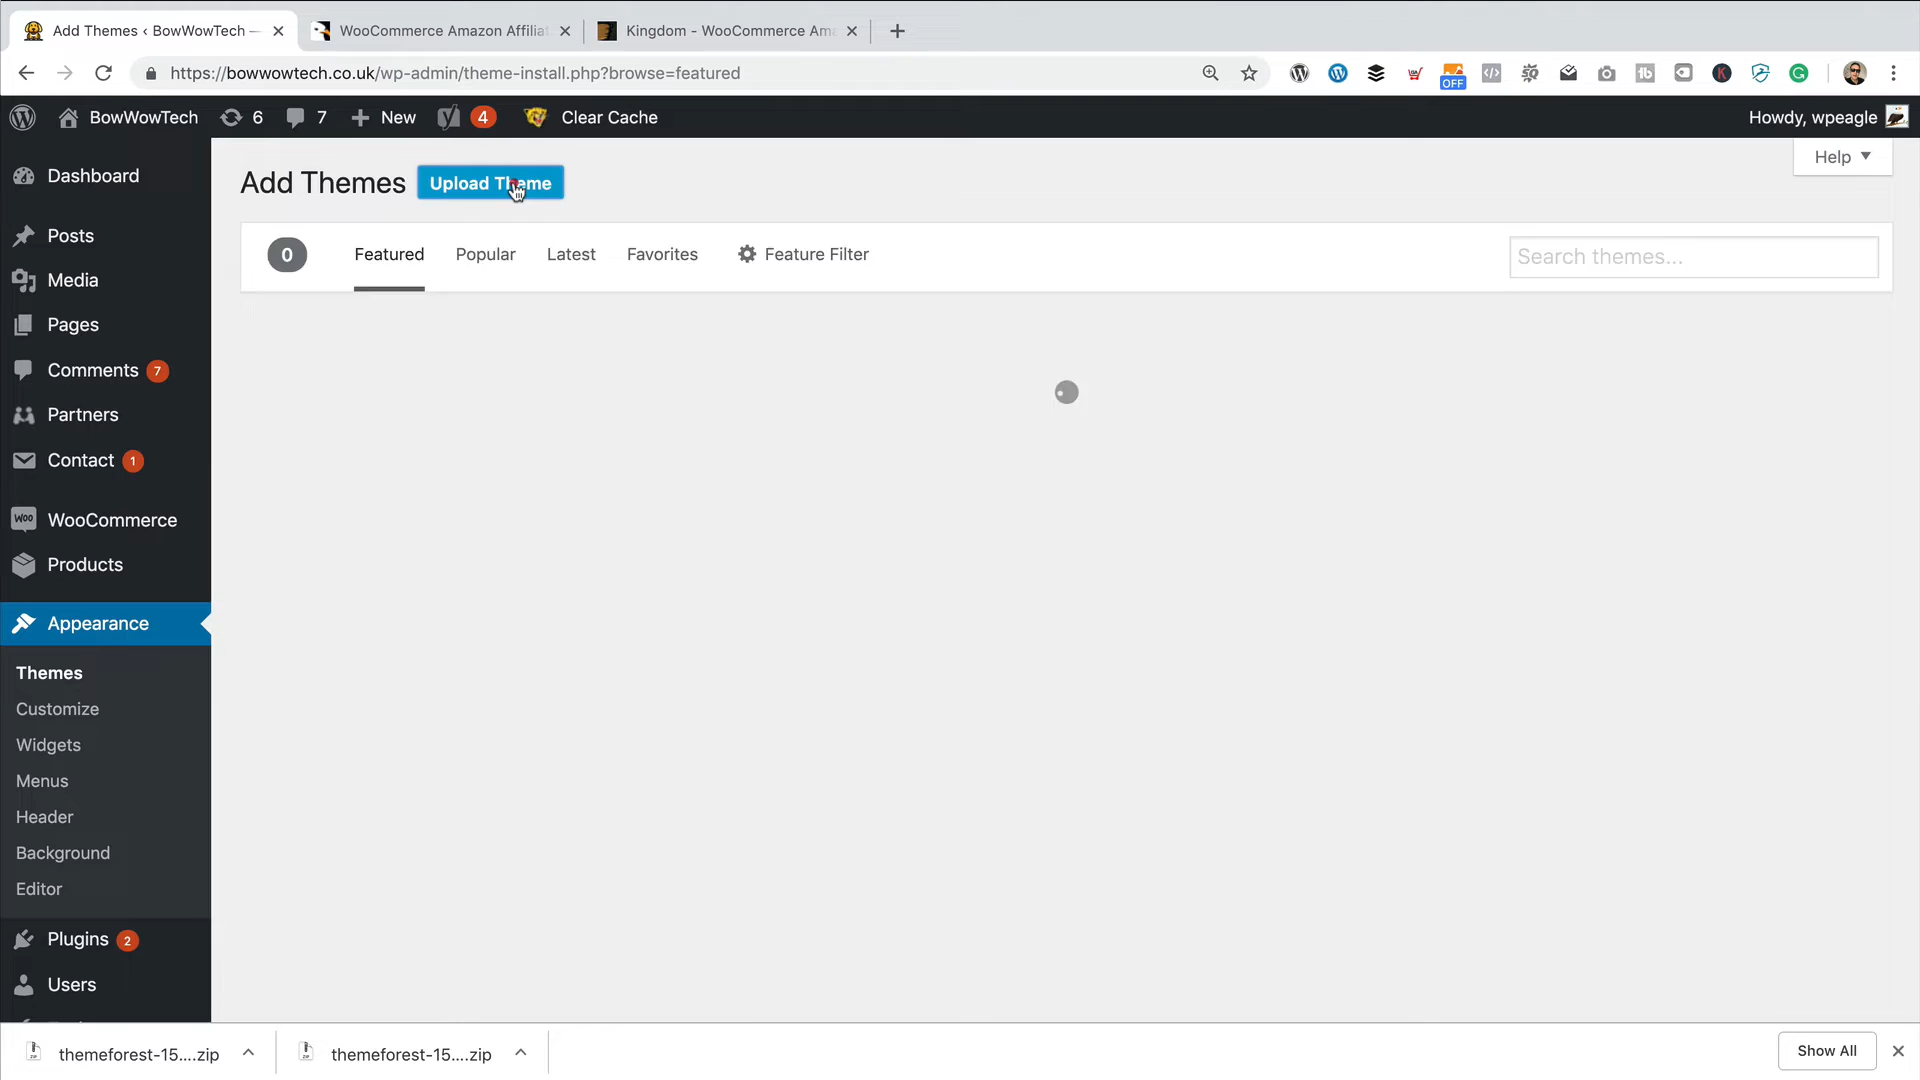 Add Themes ‹ BowWowTech —
WooCommerce Amazon Affilia
Kingdom - WooCommerce Ama
https://bowwowtech.co.uk/wp-admin/theme-install.php?browse=featured
OFF
BowWowTech
6
7
New
4
Clear Cache
Howdy, wpeagle
Help
Dashboard
Posts
Media
Pages
Comments 7
Partners
Contact 1
WooCommerce
Products
Appearance
Themes
Customize
Widgets
Menus
Header
Background
Editor
Plugins 2
Users
Add Themes
Upload Theme
0
Featured
Popular
Latest
Favorites
Feature Filter
Search themes...
themeforest-15....zip
themeforest-15....zip
Show All